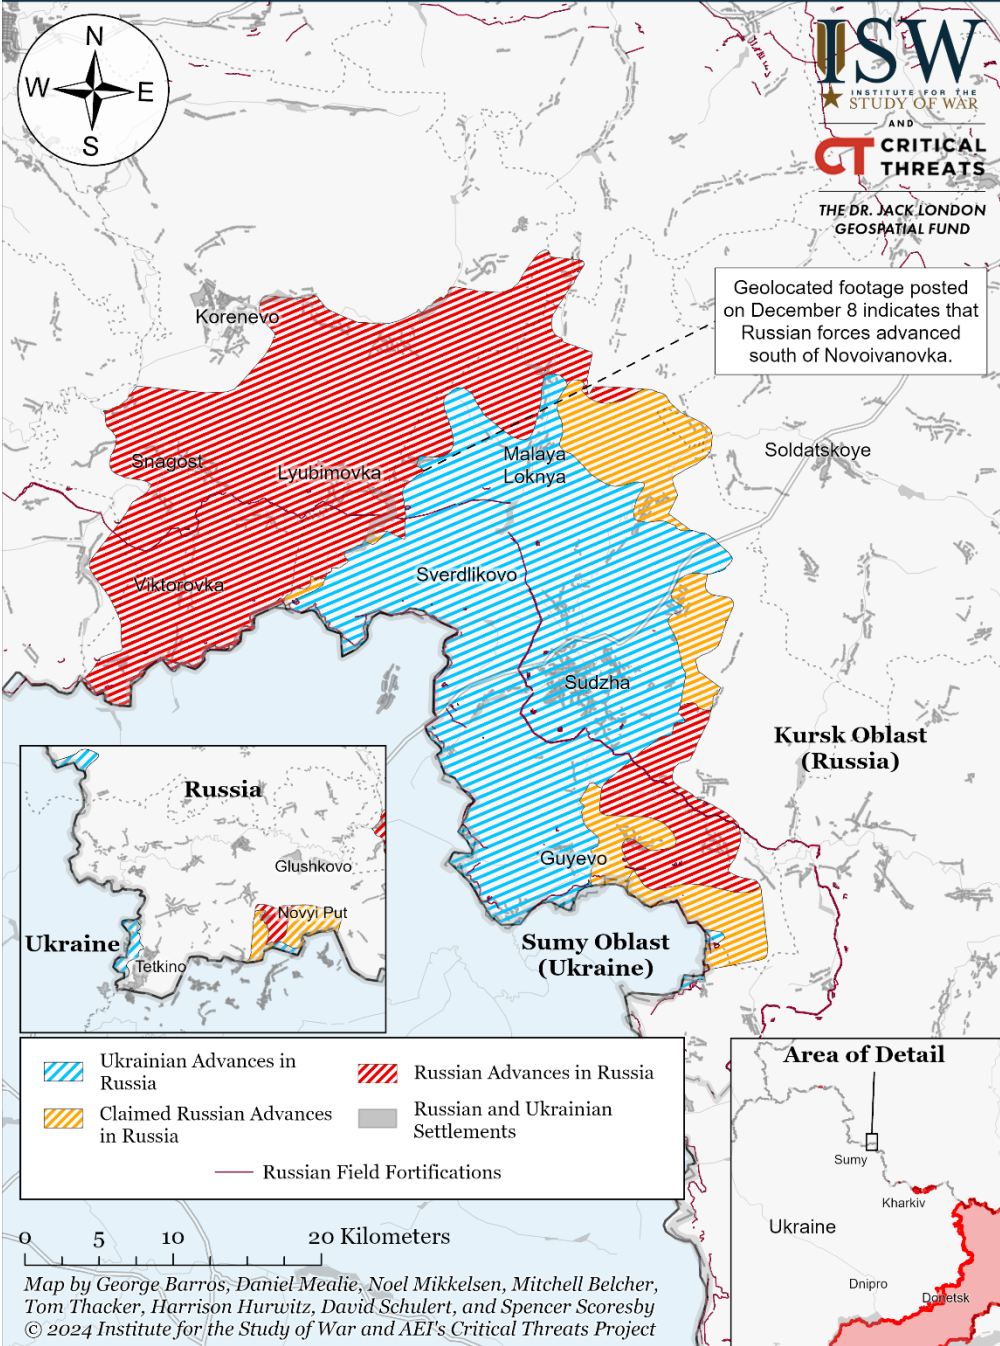 N
W
E
S
ISW
INSTITUTE FOR THE
STUDY OF WAR
AND
CT CRITICAL
THREATS
THE DR. JACK LONDON
GEOSPATIAL FUND
Geolocated footage posted
on December 8 indicates that
Russian forces advanced
south of Novoivanovka.
Korenevo
Snagost
Lyubimovka
Malaya
Loknya
Soldatskoye
Viktorovka
Sverdlikovo
Sudzha
Kursk Oblast
(Russia)
Guyevo
Sumy Oblast
(Ukraine)
Russia
Glushkovo
Novyi Put
Ukraine
Tetkino
Ukrainian Advances in
Russia
Russian Advances in Russia
Claimed Russian Advances
in Russia
Russian and Ukrainian
Settlements
Russian Field Fortifications
Area of Detail
Sumy
Kharkiv
Ukraine
Dnipro
Donetsk
0 5 10 20 Kilometers
Map by George Barros, Daniel Mealie, Noel Mikkelsen, Mitchell Belcher,
Tom Thacker, Harrison Hurwitz, David Schulert, and Spencer Scoresby
© 2024 Institute for the Study of War and AEI's Critical Threats Project